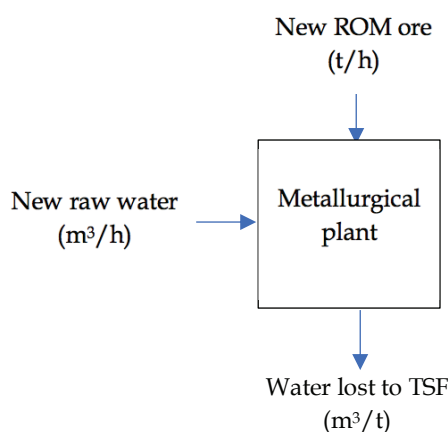 New ROM ore
(t/h)
New raw water
(m³/h)
Metallurgical
plant
Water lost to TSF
(m³/t)